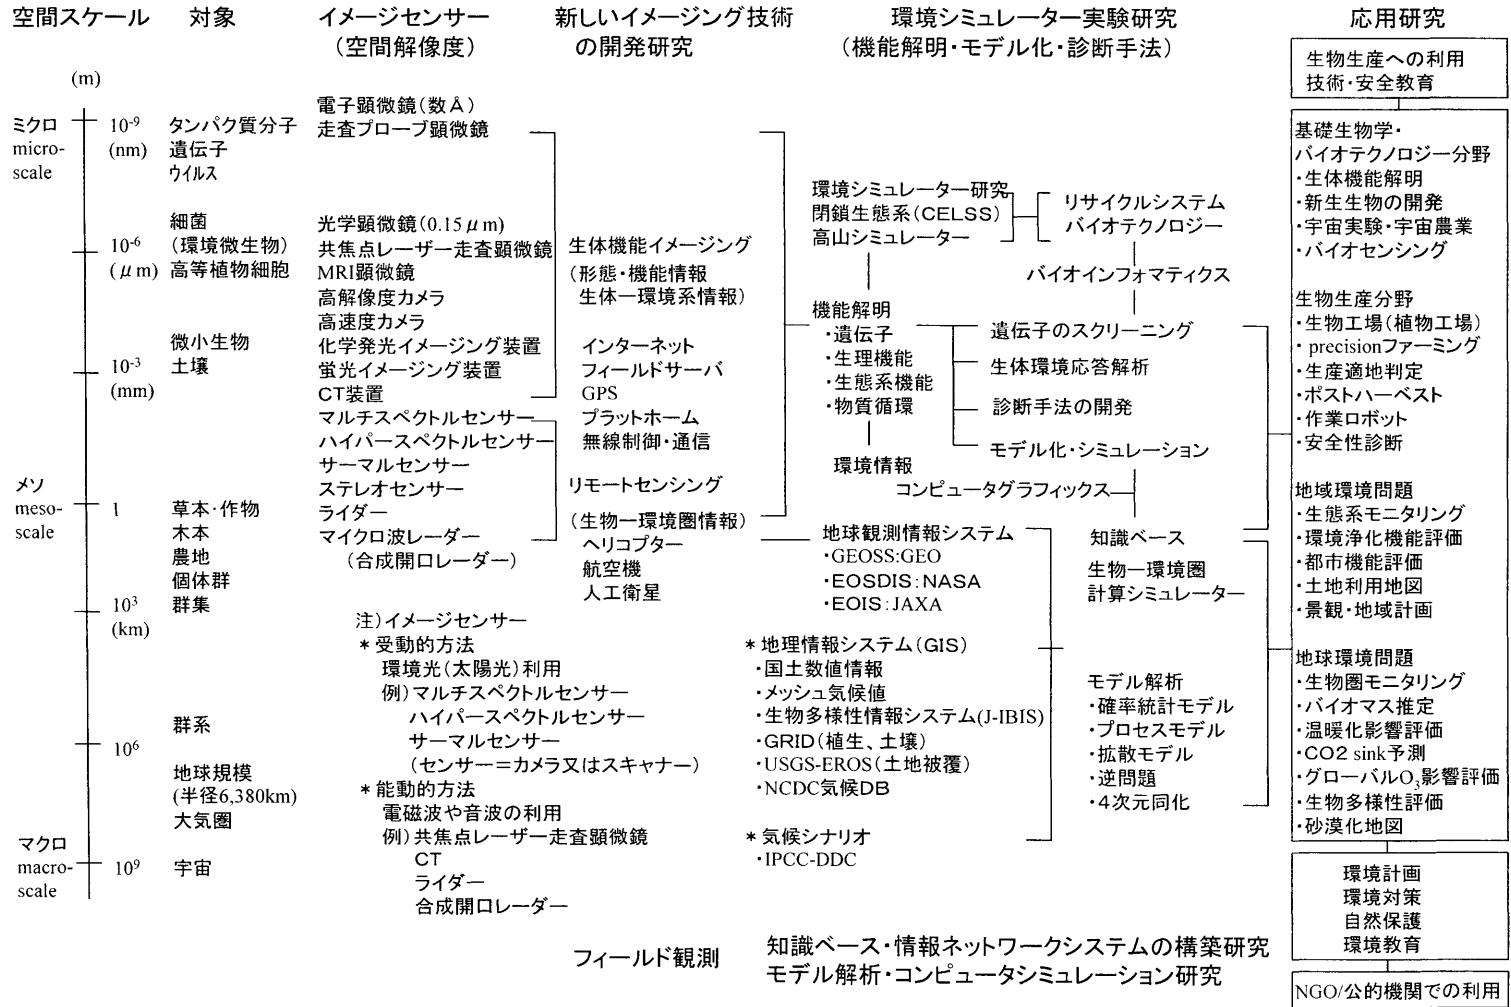 空間スケール
対象
イメージセンサー
(空間解像度)
新しいイメージング技術
の開発研究
環境シミュレーター実験研究
(機能解明・モデル化・診断手法)
応用研究
(m)
ミクロ
micro-
scale
10-9
(nm)
10-6
(μm)
10-3
(mm)
メソ
meso-
scale
1
10³
(km)
10⁶
マクロ
macro-
scale
10⁹
タンパク質分子
遺伝子
ウイルス
細菌
(環境微生物)
高等植物細胞
微小生物
土壌
草本・作物
木本
農地
個体群
群集
群系
地球規模
(半径6,380km)
大気圏
宇宙
電子顕微鏡(数Å)
走査プローブ顕微鏡
光学顕微鏡(0.15μm)
共焦点レーザー走査顕微鏡
MRI顕微鏡
高解像度カメラ
高速度カメラ
化学発光イメージング装置
蛍光イメージング装置
CT装置
マルチスペクトルセンサー
ハイパースペクトルセンサー
サーマルセンサー
ステレオセンサー
ライダー
マイクロ波レーダー
(合成開口レーダー)
注)イメージセンサー
*受動的方法
環境光(太陽光)利用
例)マルチスペクトルセンサー
ハイパースペクトルセンサー
サーマルセンサー
(センサー=カメラ又はスキャナー)
*能動的方法
電磁波や音波の利用
例)共焦点レーザー走査顕微鏡
CT
ライダー
合成開口レーダー
生体機能イメージング
(形態・機能情報
生体―環境系情報)
インターネット
フィールドサーバ
GPS
プラットホーム
無線制御・通信
リモートセンシング
(生物―環境圏情報)
ヘリコプター
航空機
人工衛星
環境シミュレーター研究
閉鎖生態系(CELSS)
高山シミュレーター
リサイクルシステム
バイオテクノロジー
バイオインフォマティクス
機能解明
・遺伝子
・生理機能
・生態系機能
・物質循環
環境情報
遺伝子のスクリーニング
生体環境応答解析
診断手法の開発
モデル化・シミュレーション
コンピュータグラフィックス
地球観測情報システム
・GEOSS:GEO
・EOSDIS:NASA
・EOIS:JAXA
*地理情報システム(GIS)
・国土数値情報
・メッシュ気候値
・生物多様性情報システム(J-IBIS)
・GRID(植生、土壌)
・USGS-EROS(土地被覆)
・NCDC気候DB
*気候シナリオ
・IPCC-DDC
知識ベース
生物―環境圏
計算シミュレーター
モデル解析
・確率統計モデル
・プロセスモデル
・拡散モデル
・逆問題
・4次元同化
生物生産への利用
技術・安全教育
基礎生物学・
バイオテクノロジー分野
・生体機能解明
・新生生物の開発
・宇宙実験・宇宙農業
・バイオセンシング
生物生産分野
・生物工場(植物工場)
・precisionファーミング
・生産適地判定
・ポストハーベスト
・作業ロボット
・安全性診断
地域環境問題
・生態系モニタリング
・環境浄化機能評価
・都市機能評価
・土地利用地図
・景観・地域計画
地球環境問題
・生物圏モニタリング
・バイオマス推定
・温暖化影響評価
・CO2 sink予測
・グローバルO₃影響評価
・生物多様性評価
・砂漠化地図
環境計画
環境対策
自然保護
環境教育
NGO/公的機関での利用
フィールド観測
知識ベース・情報ネットワークシステムの構築研究
モデル解析・コンピュータシミュレーション研究